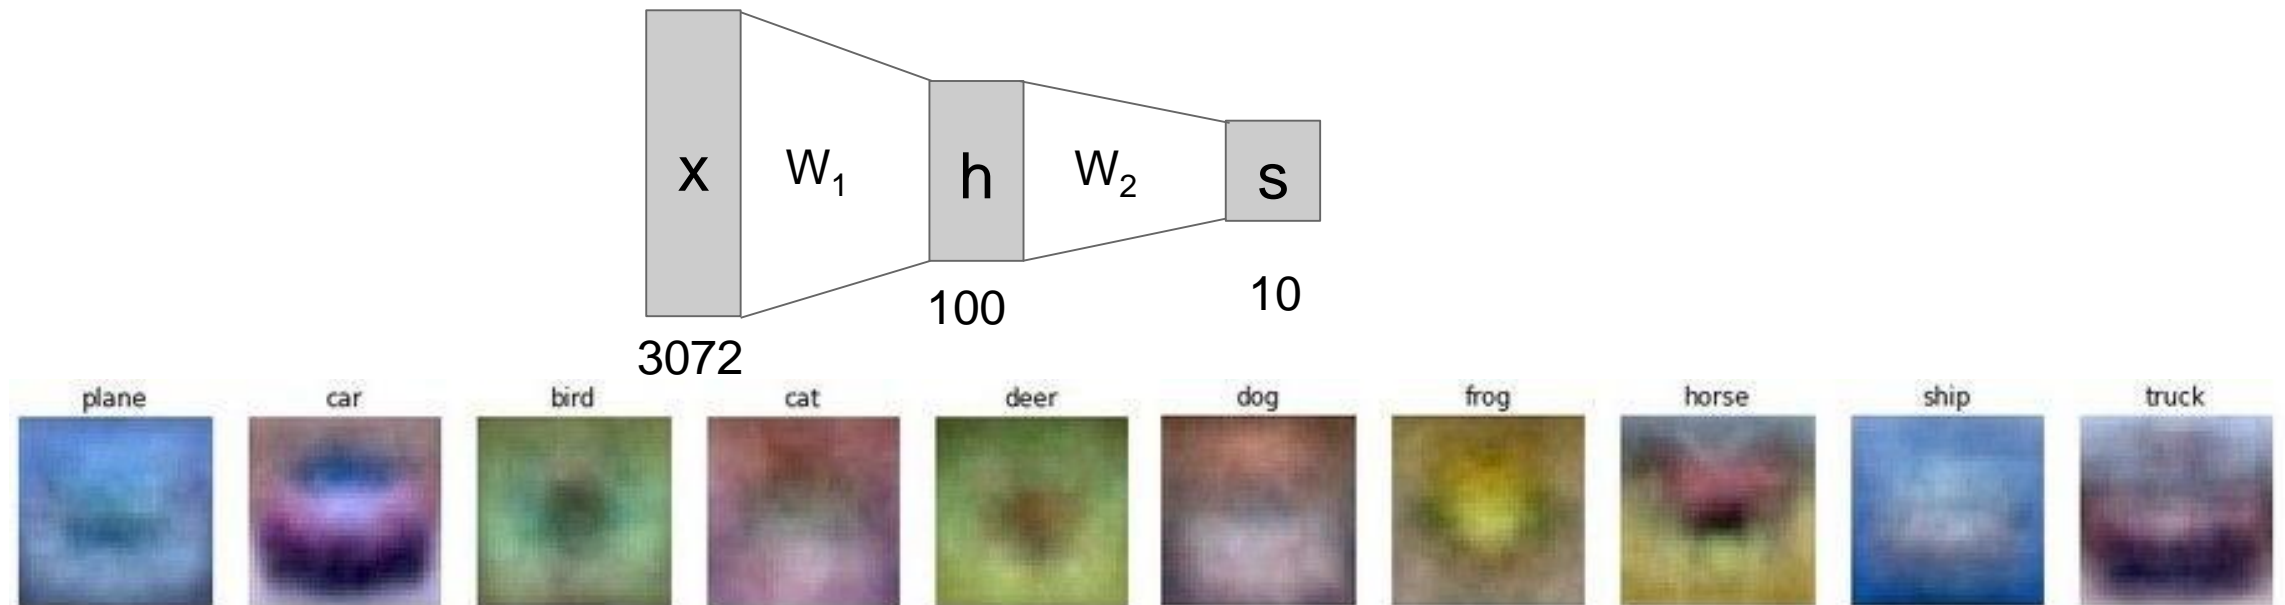 x W₁ h W₂ s
3072 100 10
plane car bird cat deer dog frog horse ship truck